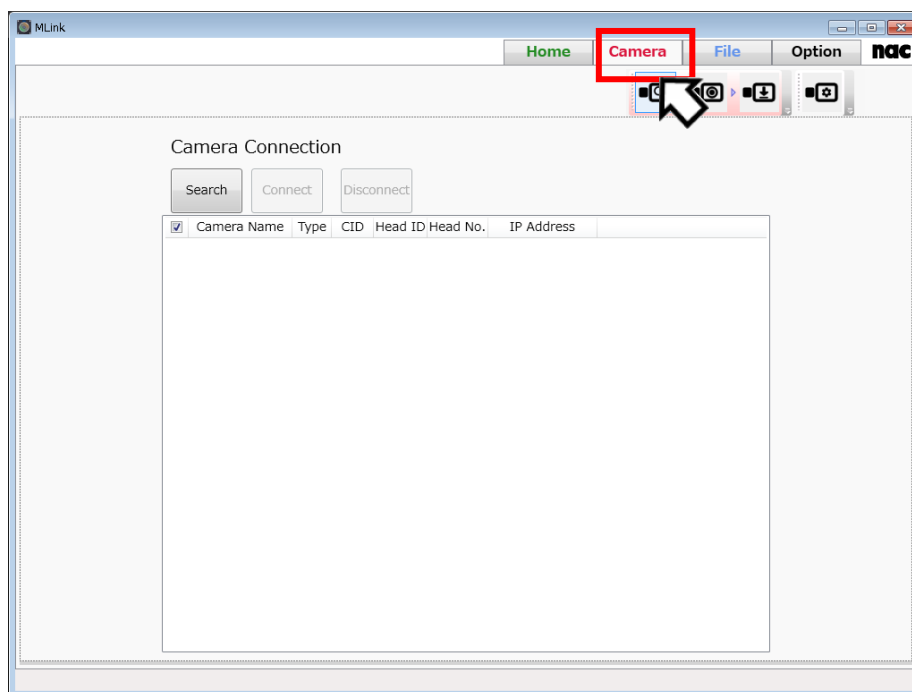 MLink
Home Camera File Option nac
Camera Connection
Search Connect Disconnect
Camera Name Type CID Head ID Head No. IP Address